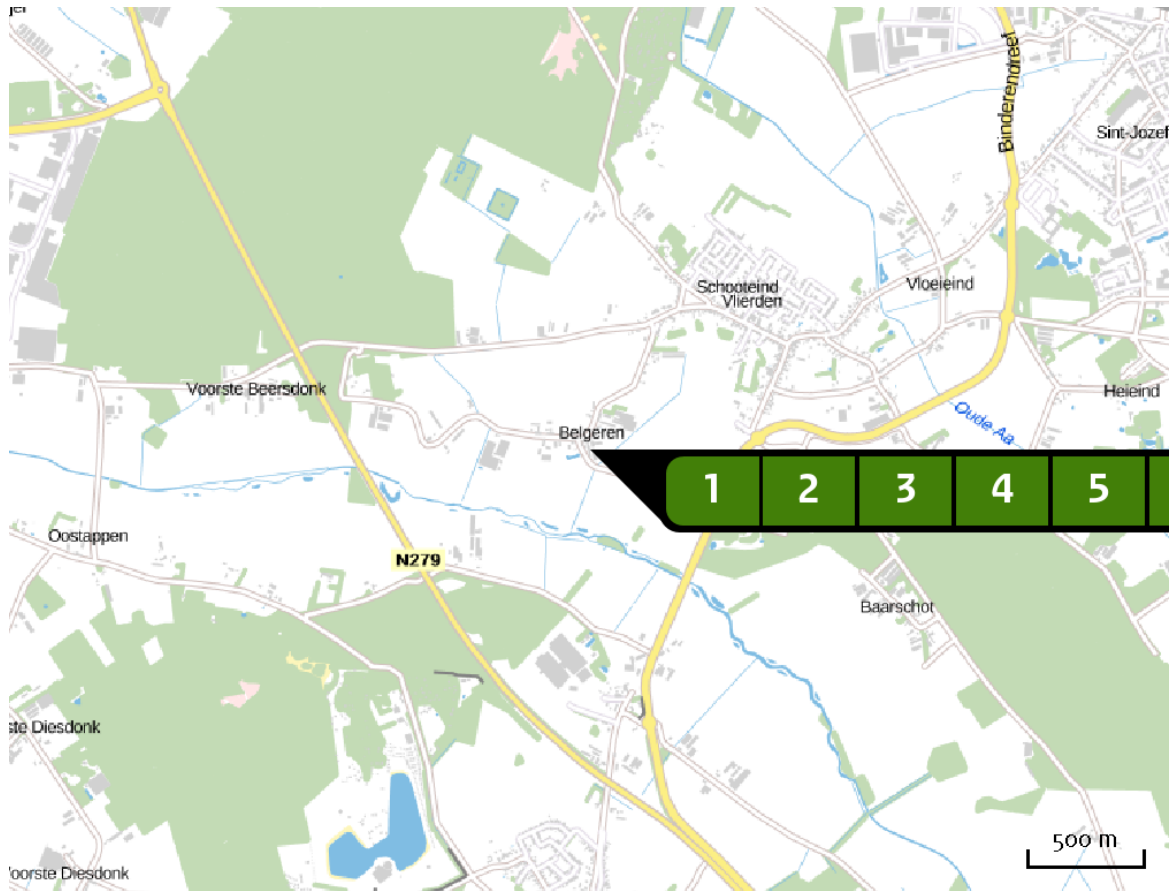 Binderendreef
Sint-Jozef
Schooteind
Vlierden
Vloeieind
Voorste Beersdonk
Heieind
Oude Aa
Belgeren
1 2 3 4 5
Oostappen
N279
Baarschot
ste Diesdonk
500 m
Voorste Diesdonk